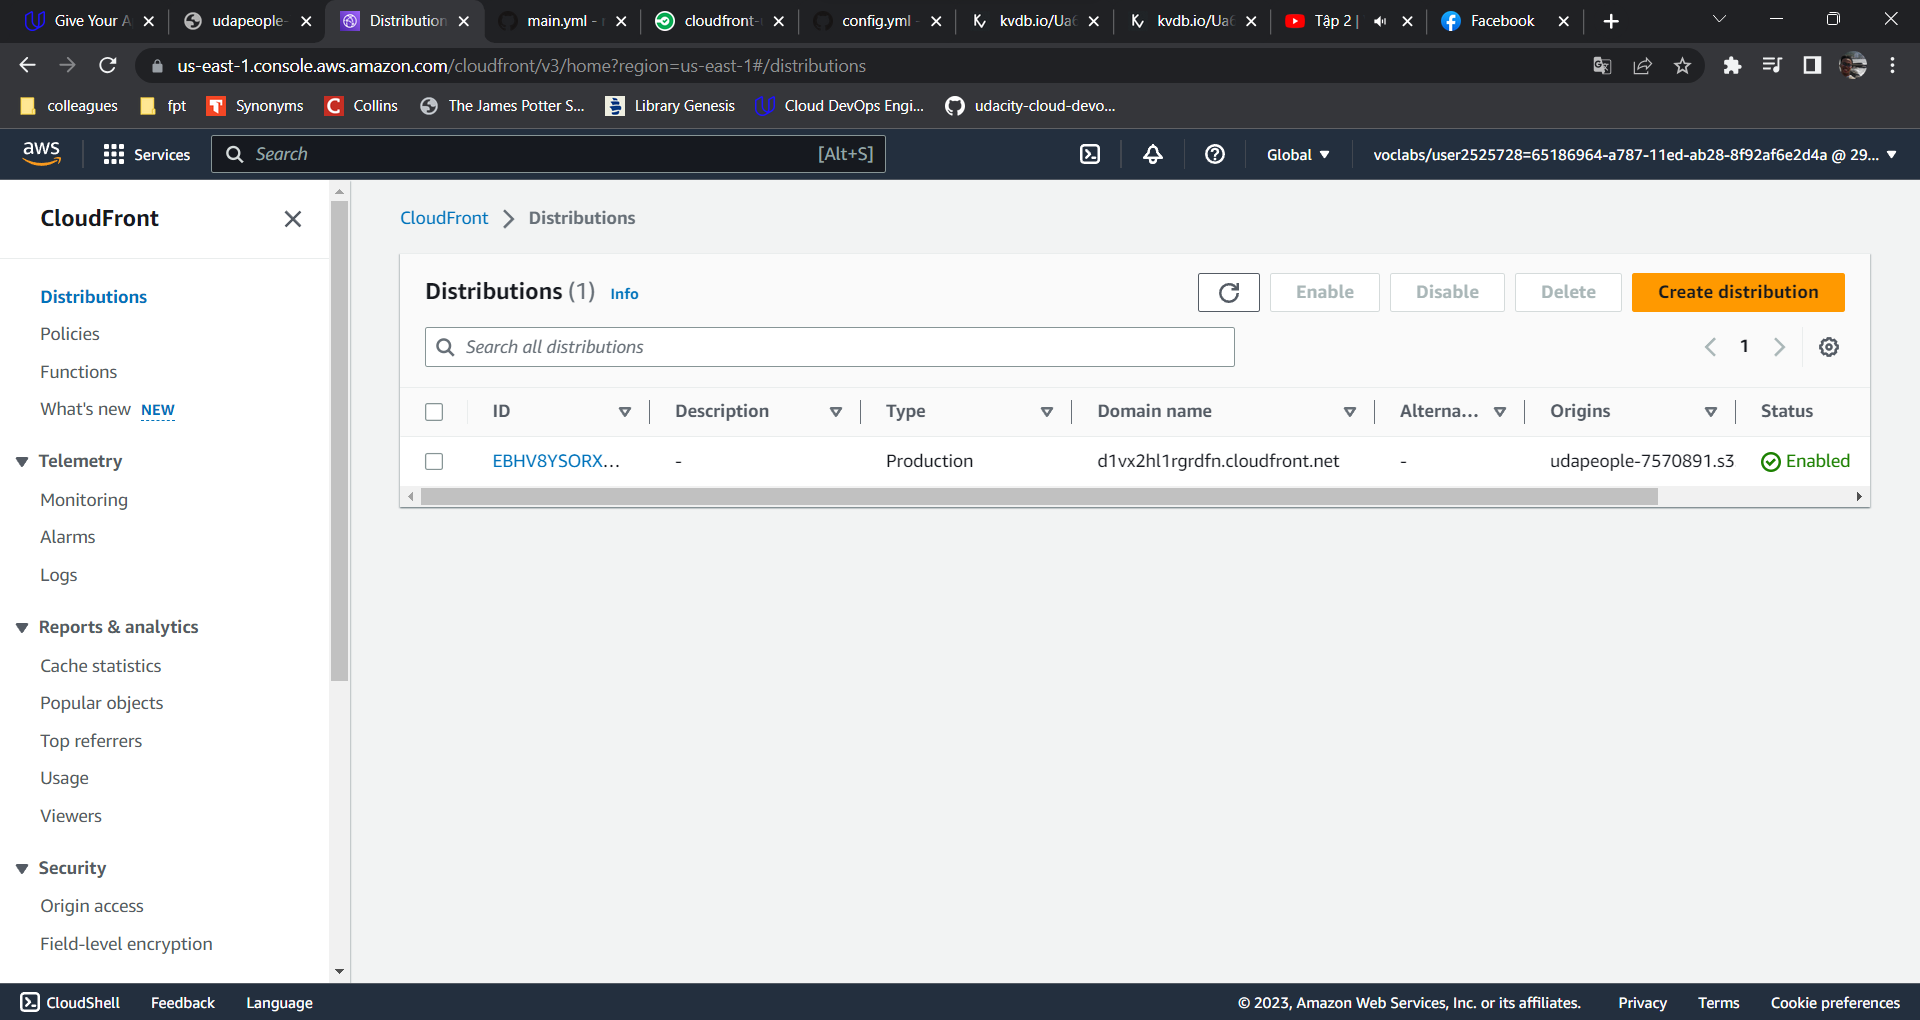 Give Your A
udapeople-
Distribution
main.yml -
cloudfront-
config.yml -
kvdb.io/Ua6
kvdb.io/Ua6
Tập 2 |
Facebook
us-east-1.console.aws.amazon.com/cloudfront/v3/home?region=us-east-1#/distributions
colleagues
fpt
Synonyms
Collins
The James Potter S...
Library Genesis
Cloud DevOps Engi...
udacity-cloud-devo...
aws
Services
Search
[Alt+S]
Global
voclabs/user2525728=65186964-a787-11ed-ab28-8f92af6e2d4a @ 29...
CloudFront
Distributions
Policies
Functions
What's new NEW
Telemetry
Monitoring
Alarms
Logs
Reports & analytics
Cache statistics
Popular objects
Top referrers
Usage
Viewers
Security
Origin access
Field-level encryption
CloudFront > Distributions
Distributions (1) Info
Enable
Disable
Delete
Create distribution
Search all distributions
1
ID
Description
Type
Domain name
Alterna...
Origins
Status
EBHV8YSORX...
-
Production
d1vx2hl1rgrdfn.cloudfront.net
-
udapeople-7570891.s3
Enabled
CloudShell
Feedback
Language
© 2023, Amazon Web Services, Inc. or its affiliates.
Privacy
Terms
Cookie preferences